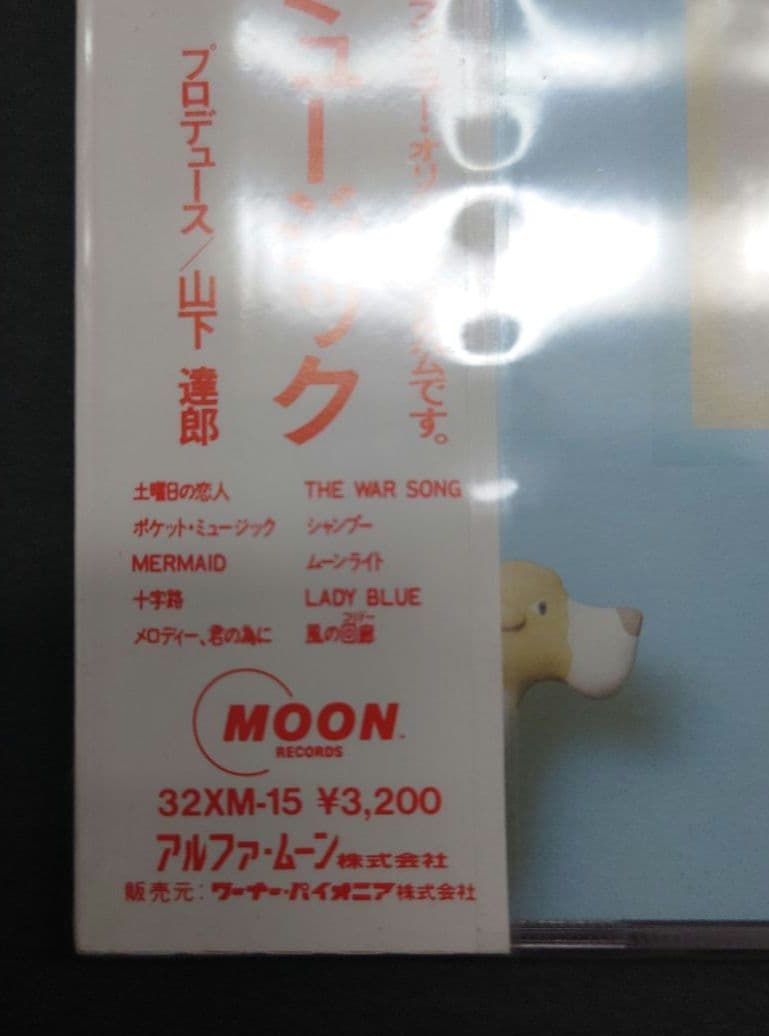 ミュージック
プロデュース／山下 達郎
です。
土曜日の恋人
ポケット・ミュージック
MERMAID
十字路
メロディー、君の為に
THE WAR SONG
シャンプー
ムーンライト
LADY BLUE
風の回廊
MOON
RECORDS
32XM-15 ¥3,200
アルファ・ムーン株式会社
販売元：ワーナー・パイオニア株式会社